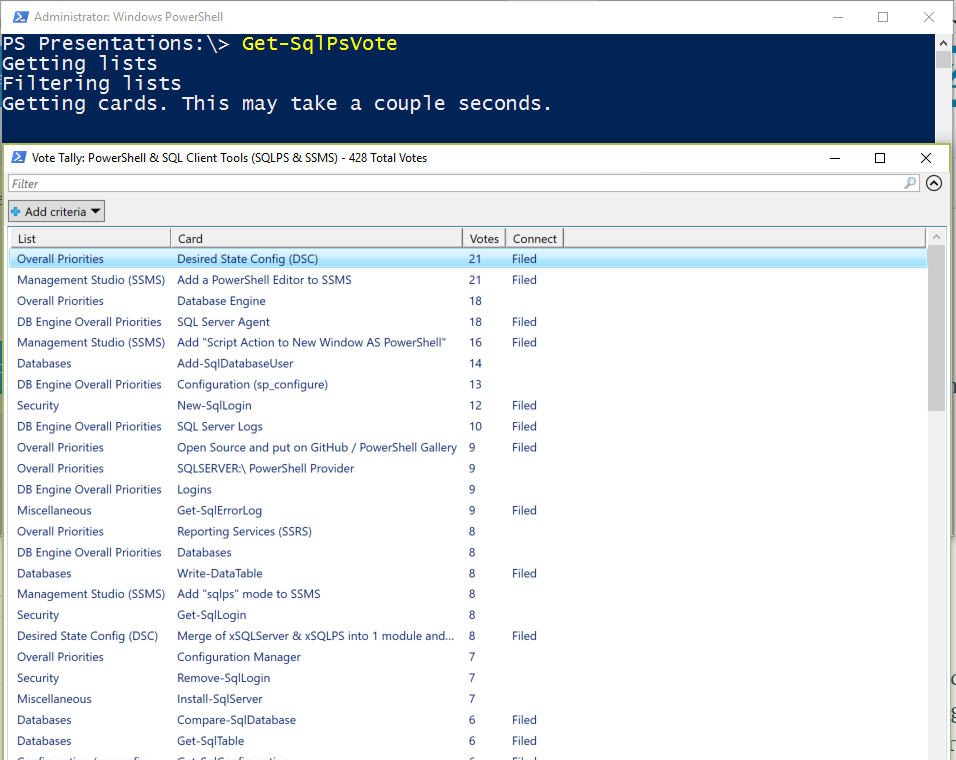 Administrator: Windows PowerShell
PS Presentations:\> Get-SqlPsVote
Getting lists
Filtering lists
Getting cards. This may take a couple seconds.
Vote Tally: PowerShell & SQL Client Tools (SQLPS & SSMS) - 428 Total Votes
Filter
Add criteria
List Card Votes Connect
Overall Priorities Desired State Config (DSC) 21 Filed
Management Studio (SSMS) Add a PowerShell Editor to SSMS 21 Filed
Overall Priorities Database Engine 18
DB Engine Overall Priorities SQL Server Agent 18 Filed
Management Studio (SSMS) Add "Script Action to New Window AS PowerShell" 16 Filed
Databases Add-SqlDatabaseUser 14
DB Engine Overall Priorities Configuration (sp_configure) 13
Security New-SqlLogin 12 Filed
DB Engine Overall Priorities SQL Server Logs 10 Filed
Overall Priorities Open Source and put on GitHub / PowerShell Gallery 9 Filed
Overall Priorities SQLSERVER:\ PowerShell Provider 9
DB Engine Overall Priorities Logins 9
Miscellaneous Get-SqlErrorLog 9 Filed
Overall Priorities Reporting Services (SSRS) 8
DB Engine Overall Priorities Databases 8
Databases Write-DataTable 8 Filed
Management Studio (SSMS) Add "sqlps" mode to SSMS 8
Security Get-SqlLogin 8
Desired State Config (DSC) Merge of xSQLServer & xSQLPS into 1 module and... 8 Filed
Overall Priorities Configuration Manager 7
Security Remove-SqlLogin 7
Miscellaneous Install-SqlServer 7
Databases Compare-SqlDatabase 6 Filed
Databases Get-SqlTable 6 Filed